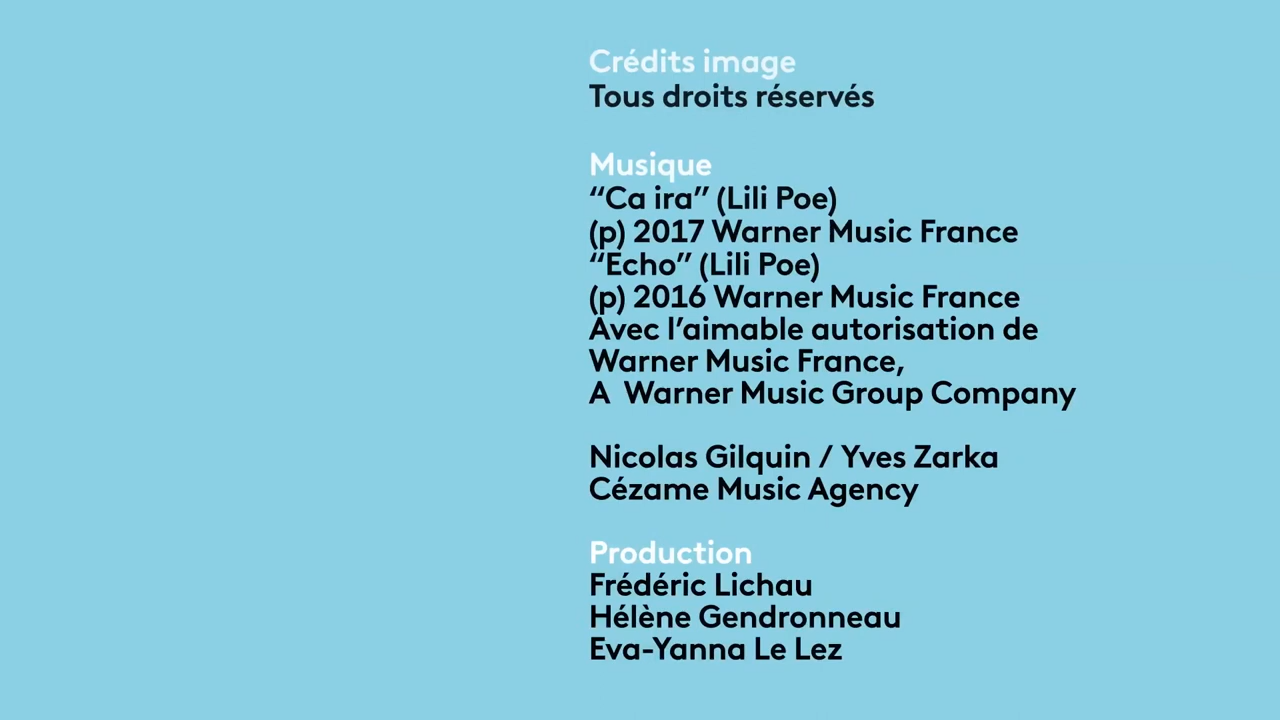 Crédits image
Tous droits réservés
Musique
“Ca ira” (Lili Poe)
(p) 2017 Warner Music France
“Echo” (Lili Poe)
(p) 2016 Warner Music France
Avec l’aimable autorisation de
Warner Music France,
A  Warner Music Group Company
Nicolas Gilquin / Yves Zarka
Cézame Music Agency
Production
Frédéric Lichau
Hélène Gendronneau
Eva-Yanna Le Lez